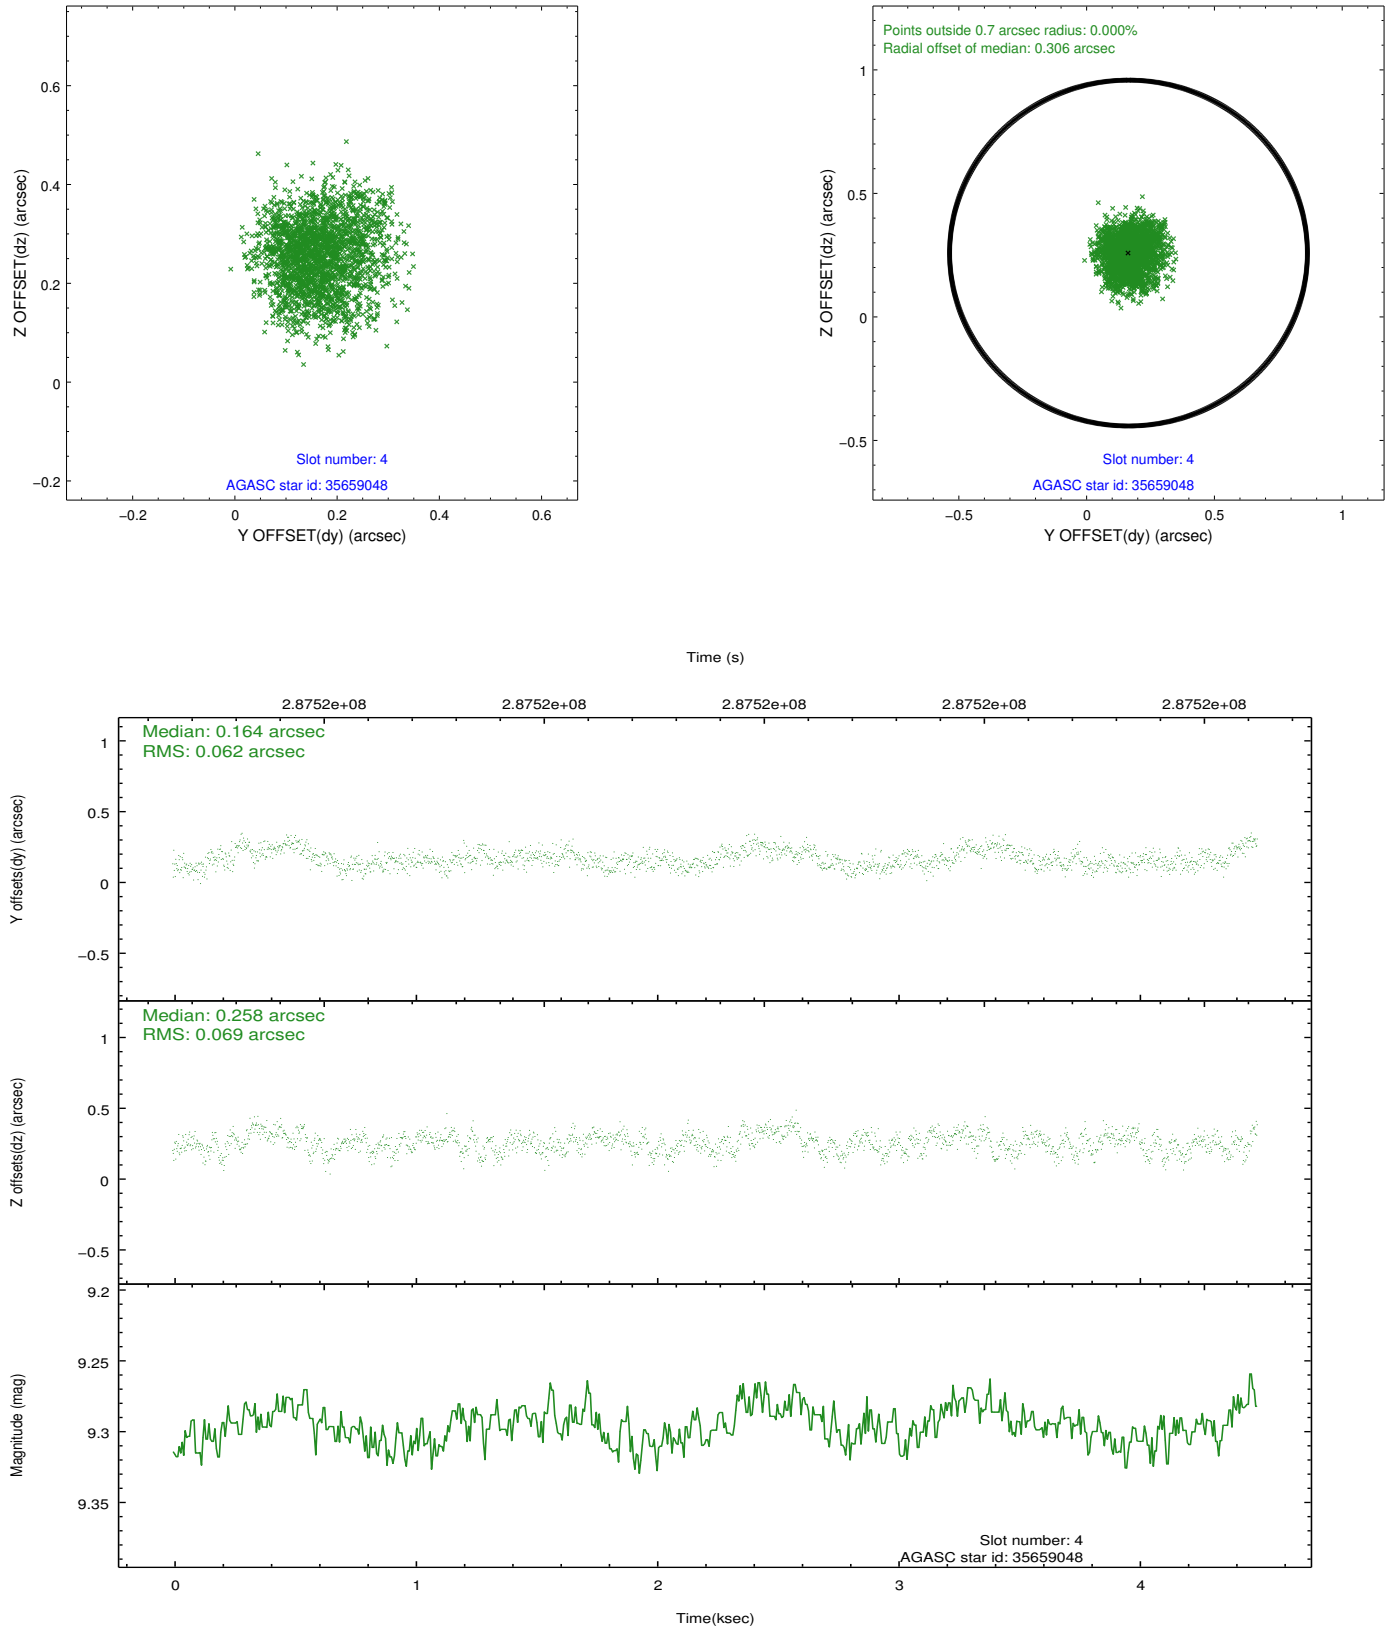 0.6
0.4
0.2
0
−0.2
Z OFFSET(dz) (arcsec)
Slot number: 4
AGASC star id: 35659048
−0.2 0 0.2 0.4 0.6
Y OFFSET(dy) (arcsec)
Points outside 0.7 arcsec radius: 0.000%
Radial offset of median: 0.306 arcsec
1
0.5
0
−0.5
Z OFFSET(dz) (arcsec)
Slot number: 4
AGASC star id: 35659048
−0.5 0 0.5 1
Y OFFSET(dy) (arcsec)
Time (s)
2.8752e+08 2.8752e+08 2.8752e+08 2.8752e+08 2.8752e+08
Median: 0.164 arcsec
RMS: 0.062 arcsec
1
0.5
0
−0.5
Y offsets(dy) (arcsec)
Median: 0.258 arcsec
RMS: 0.069 arcsec
1
0.5
0
−0.5
Z offsets(dz) (arcsec)
9.2
9.25
9.3
9.35
Magnitude (mag)
Slot number: 4
AGASC star id: 35659048
0 1 2 3 4
Time(ksec)